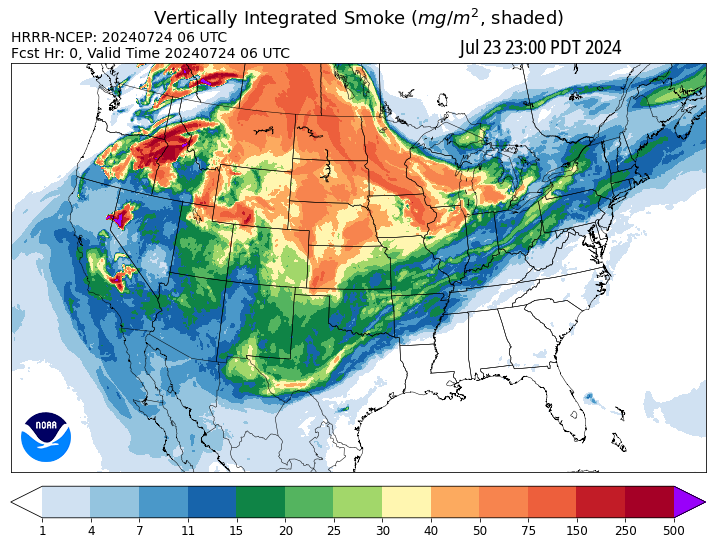 Vertically Integrated Smoke (mg/m², shaded)
HRRR-NCEP: 20240724 06 UTC
Fcst Hr: 0, Valid Time 20240724 06 UTC
Jul 23 23:00 PDT 2024
NOAA
1 4 7 11 15 20 25 30 40 50 75 150 250 500